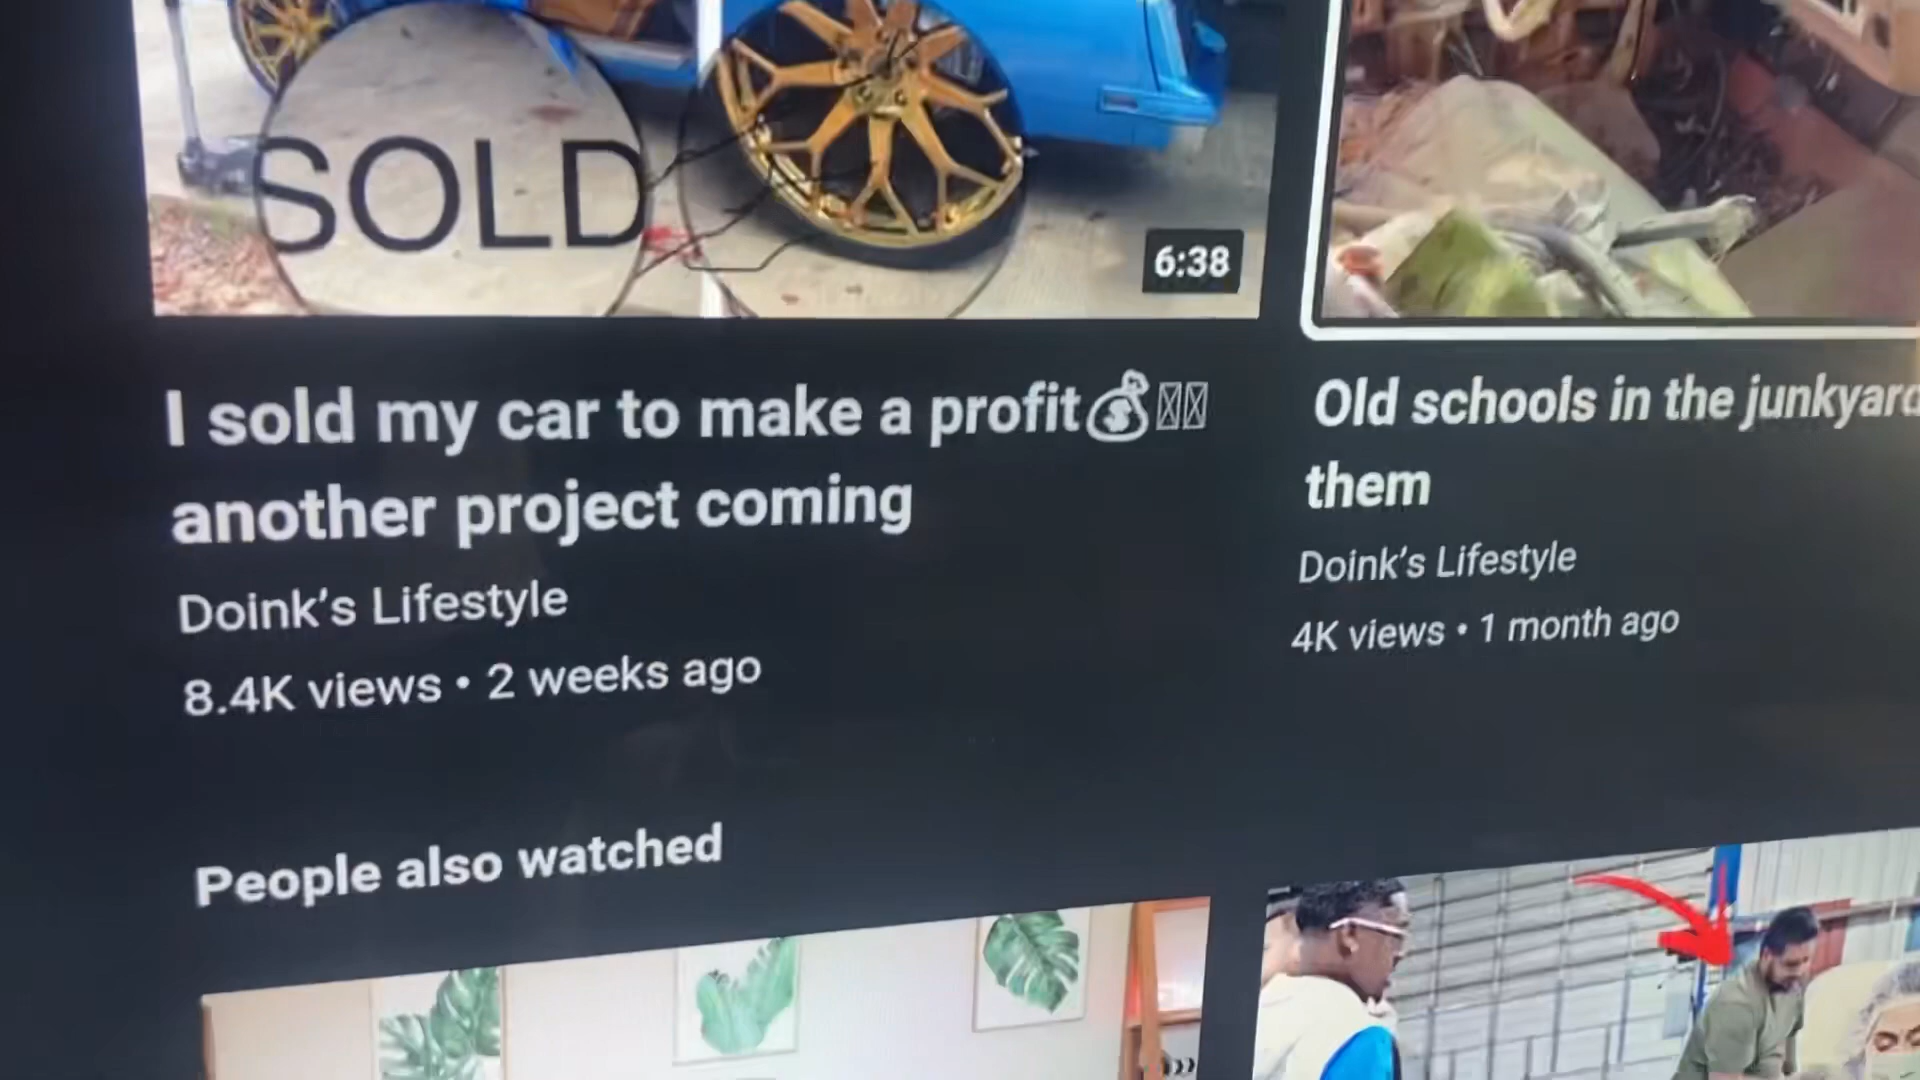 SOLD
6:38
I sold my car to make a profit💰
another project coming
Doink's Lifestyle
8.4K views • 2 weeks ago
Old schools in the junkyard
them
Doink's Lifestyle
4K views • 1 month ago
People also watched